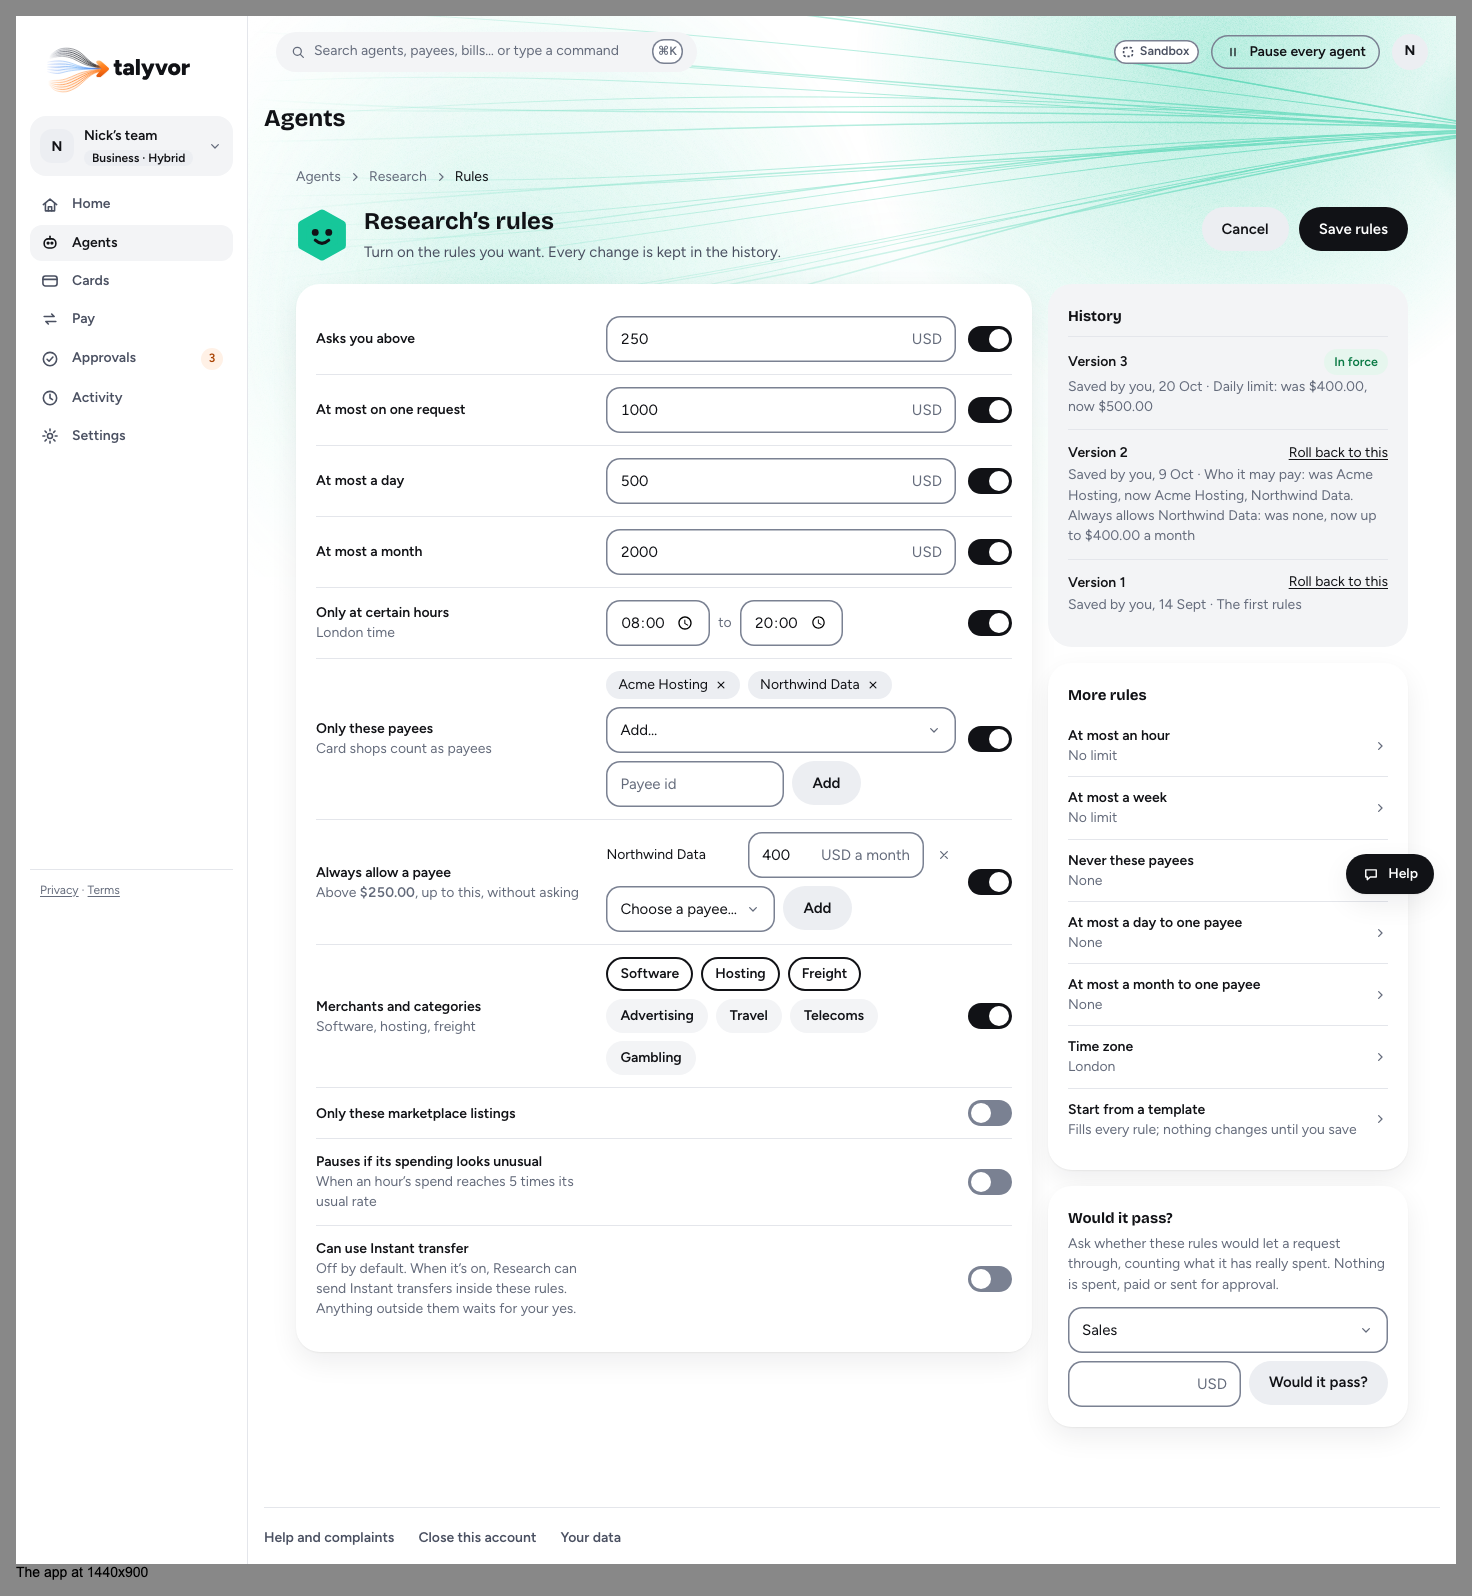 talyvor
Search agents, payees, bills... or type a command
⌘K
Sandbox
Pause every agent
N
N
Nick’s team
Business · Hybrid
Home
Agents
Cards
Pay
Approvals
3
Activity
Settings
Privacy · Terms
Agents
Agents > Research > Rules
Research’s rules
Turn on the rules you want. Every change is kept in the history.
Cancel
Save rules
Asks you above
250 USD
At most on one request
1000 USD
At most a day
500 USD
At most a month
2000 USD
Only at certain hours
London time
08:00 to 20:00
Only these payees
Card shops count as payees
Acme Hosting ×
Northwind Data ×
Add...
Payee id
Add
Always allow a payee
Above $250.00, up to this, without asking
Northwind Data
400 USD a month ×
Choose a payee...
Add
Merchants and categories
Software, hosting, freight
Software
Hosting
Freight
Advertising
Travel
Telecoms
Gambling
Only these marketplace listings
Pauses if its spending looks unusual
When an hour’s spend reaches 5 times its
usual rate
Can use Instant transfer
Off by default. When it’s on, Research can
send Instant transfers inside these rules.
Anything outside them waits for your yes.
History
Version 3
In force
Saved by you, 20 Oct · Daily limit: was $400.00,
now $500.00
Version 2
Roll back to this
Saved by you, 9 Oct · Who it may pay: was Acme
Hosting, now Acme Hosting, Northwind Data.
Always allows Northwind Data: was none, now up
to $400.00 a month
Version 1
Roll back to this
Saved by you, 14 Sept · The first rules
More rules
At most an hour
No limit
At most a week
No limit
Never these payees
None
Help
At most a day to one payee
None
At most a month to one payee
None
Time zone
London
Start from a template
Fills every rule; nothing changes until you save
Would it pass?
Ask whether these rules would let a request
through, counting what it has really spent. Nothing
is spent, paid or sent for approval.
Sales
USD
Would it pass?
Help and complaints
Close this account
Your data
The app at 1440x900